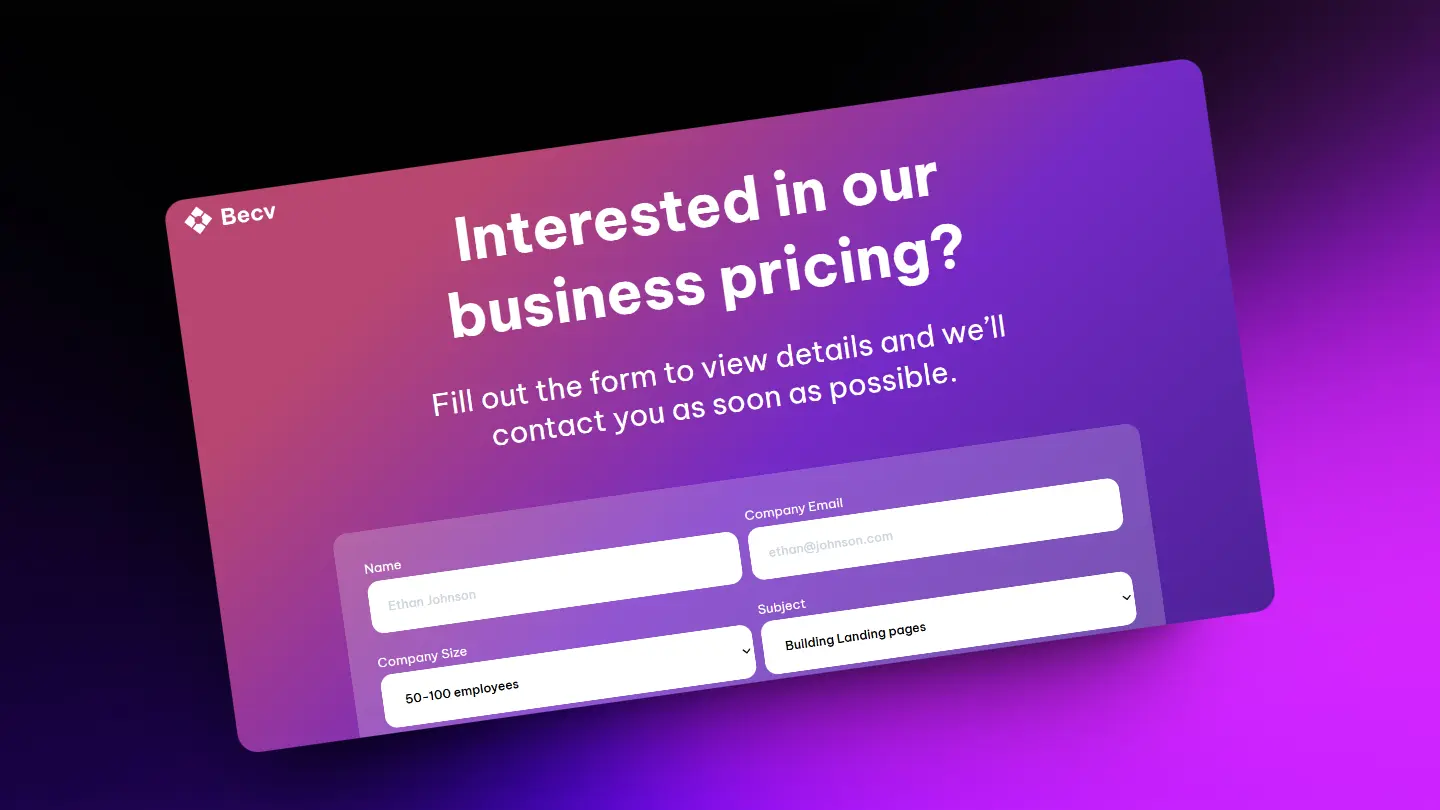 Becv
Interested in our
business pricing?
Fill out the form to view details and we’ll
contact you as soon as possible.
Name
Ethan Johnson
Company Email
ethan@johnson.com
Company Size
50-100 employees
Subject
Building Landing pages